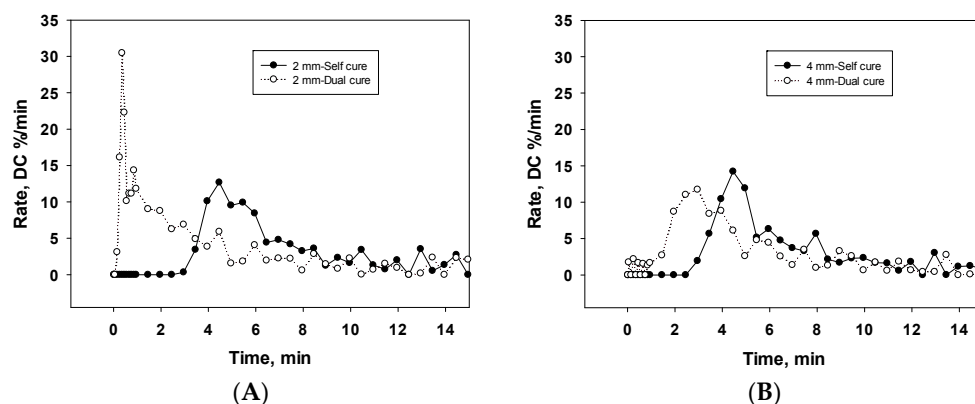 35
30
25
20
15
10
5
0
Rate, DC %/min
2 mm-Self cure
2 mm-Dual cure
0 2 4 6 8 10 12 14
Time, min
(A)
35
30
25
20
15
10
5
0
Rate, DC %/min
4 mm-Self cure
4 mm-Dual cure
0 2 4 6 8 10 12 14
Time, min
(B)